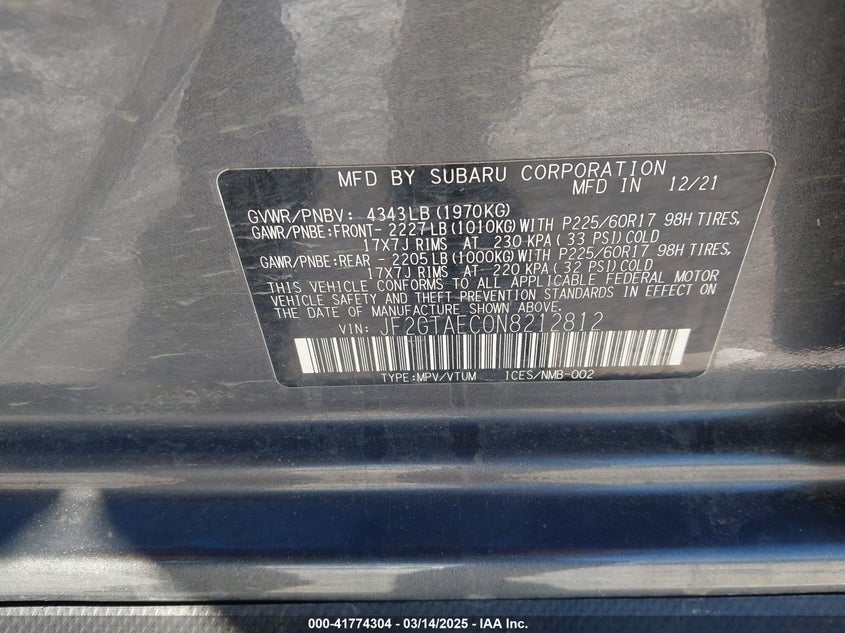 MFD BY SUBARU CORPORATION
MFD IN 12/21
GVWR/PNBV: 4343LB(1970KG)
GAWR/PNBE:FRONT- 2227LB(1010KG)WITH P225/60R17 98H TIRES,
17X7J RIMS AT 230 KPA(33 PSI)COLD
GAWR/PNBE:REAR - 2205LB(1000KG)WITH P225/60R17 98H TIRES,
17X7J RIMS AT 220 KPA(32 PSI)COLD
THIS VEHICLE CONFORMS TO ALL APPLICABLE FEDERAL MOTOR
VEHICLE SAFETY AND THEFT PREVENTION STANDARDS IN EFFECT ON
THE DATE OF MANUFACTURE SHOWN ABOVE.
VIN: JF2GTAEC0N8212812
TYPE:MPV/VTUM ICES/NMB-002
000-41774304 - 03/14/2025 - IAA Inc.